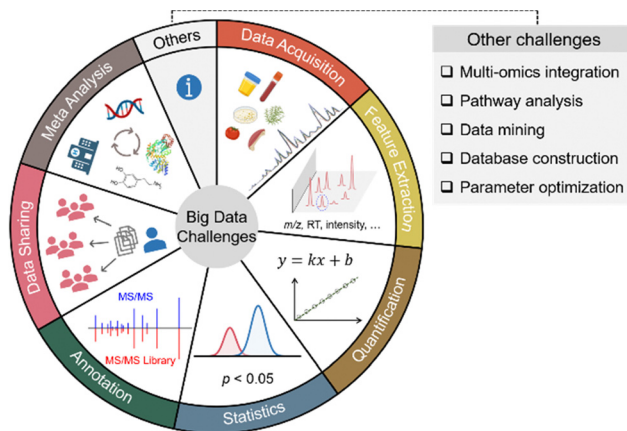 Others
Data Acquisition
Feature Extraction
m/z, RT, intensity, ...
Quantification
y = kx + b
Statistics
p < 0.05
Annotation
MS/MS
MS/MS Library
Data Sharing
Meta Analysis
i
Big Data
Challenges
Other challenges
❑ Multi-omics integration
❑ Pathway analysis
❑ Data mining
❑ Database construction
❑ Parameter optimization